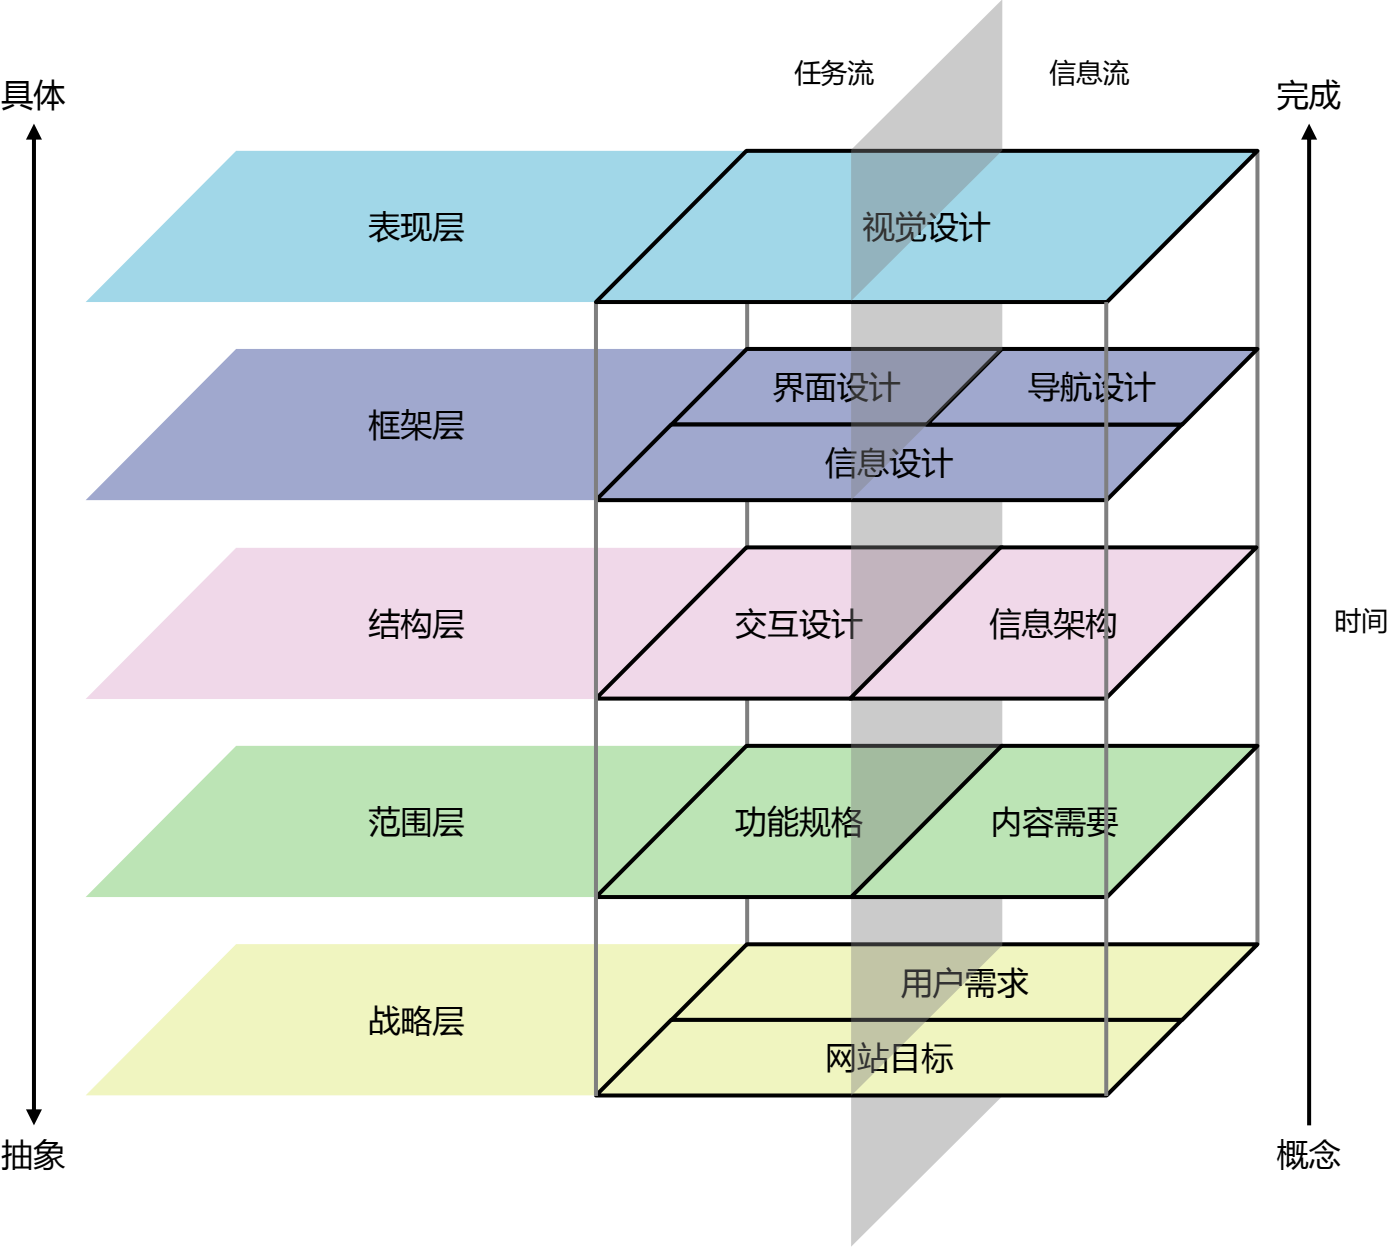 任务流
信息流
具体
完成
表现层
视觉设计
界面设计
导航设计
框架层
信息设计
结构层
交互设计
信息架构
时间
范围层
功能规格
内容需要
用户需求
战略层
网站目标
抽象
概念